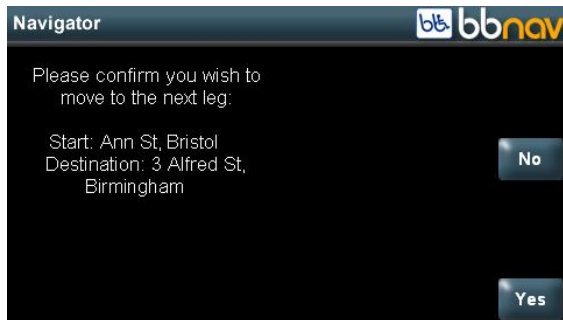 Navigator
bbnav
Please confirm you wish to
move to the next leg:
Start: Ann St, Bristol
Destination: 3 Alfred St,
Birmingham
No
Yes